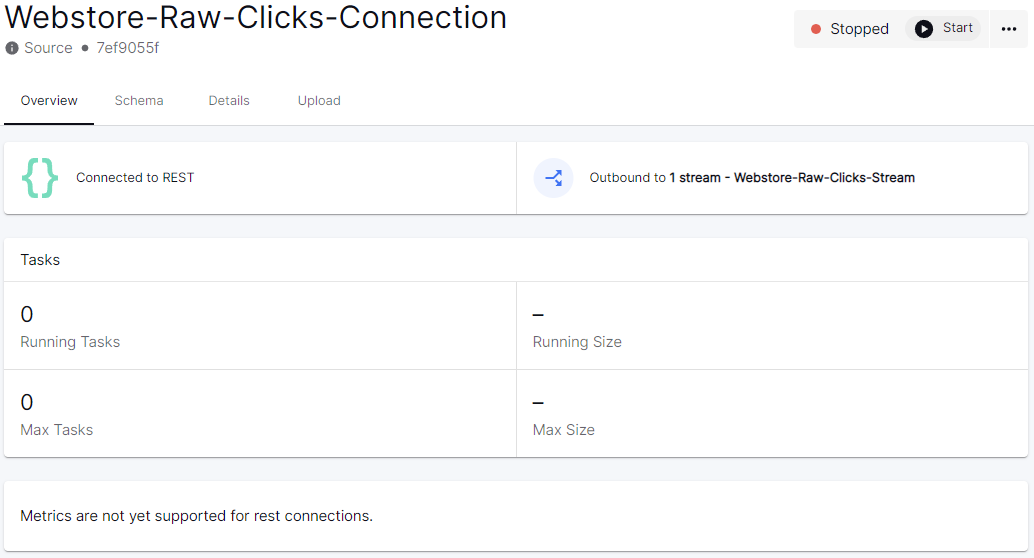 Webstore-Raw-Clicks-Connection
Source • 7ef9055f
Stopped
Start
Overview
Schema
Details
Upload
{}
Connected to REST
Outbound to 1 stream - Webstore-Raw-Clicks-Stream
Tasks
0
Running Tasks
–
Running Size
0
Max Tasks
–
Max Size
Metrics are not yet supported for rest connections.